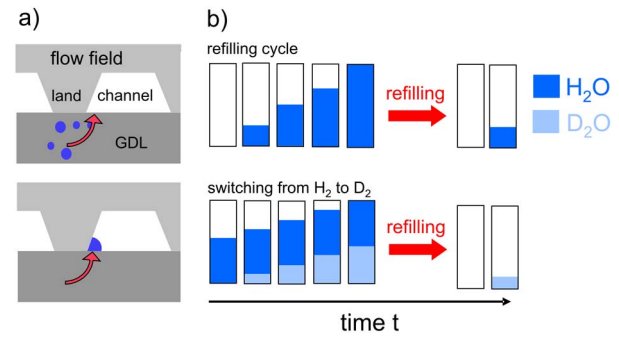 a)
flow field
land
channel
GDL
b)
refilling cycle
refilling
H₂O
D₂O
switching from H₂ to D₂
refilling
time t